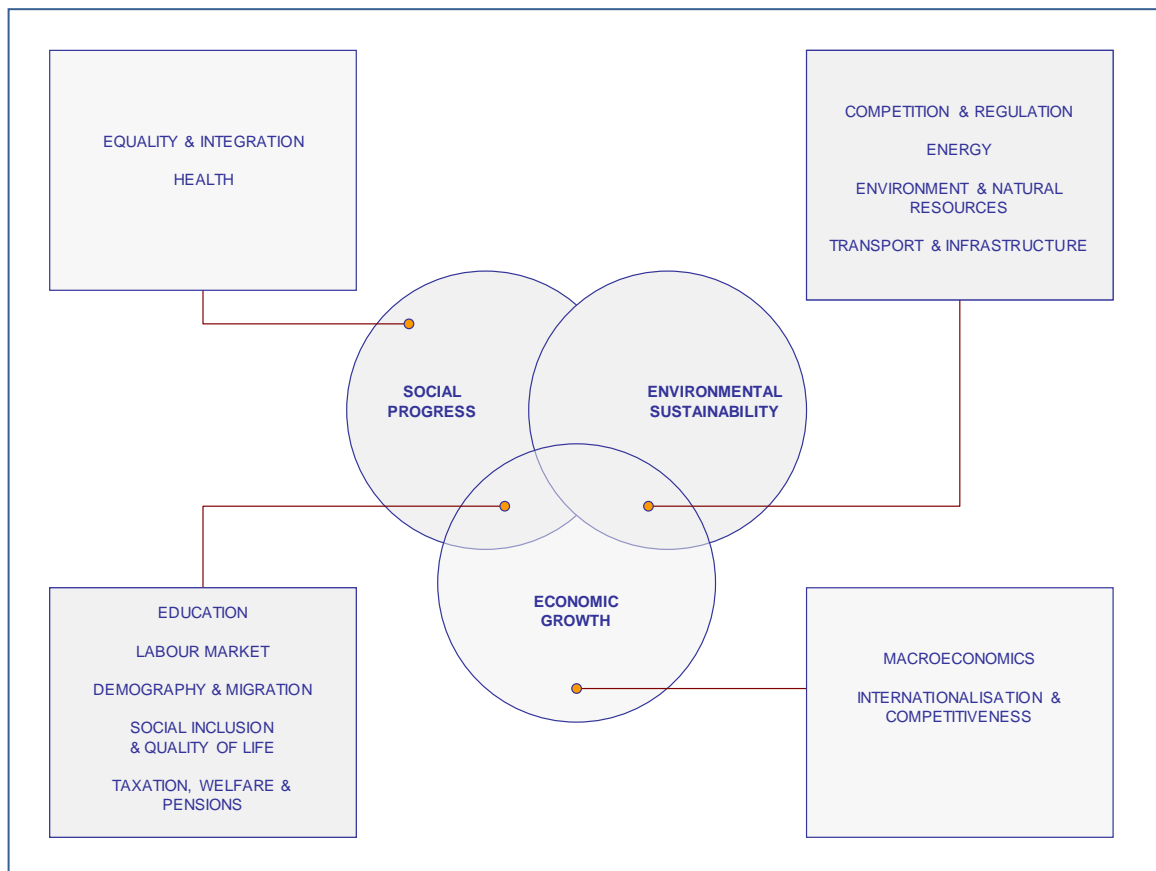 EQUALITY & INTEGRATION
HEALTH
COMPETITION & REGULATION
ENERGY
ENVIRONMENT & NATURAL
RESOURCES
TRANSPORT & INFRASTRUCTURE
SOCIAL
PROGRESS
ENVIRONMENTAL
SUSTAINABILITY
ECONOMIC
GROWTH
EDUCATION
LABOUR MARKET
DEMOGRAPHY & MIGRATION
SOCIAL INCLUSION
& QUALITY OF LIFE
TAXATION, WELFARE &
PENSIONS
MACROECONOMICS
INTERNATIONALISATION &
COMPETITIVENESS